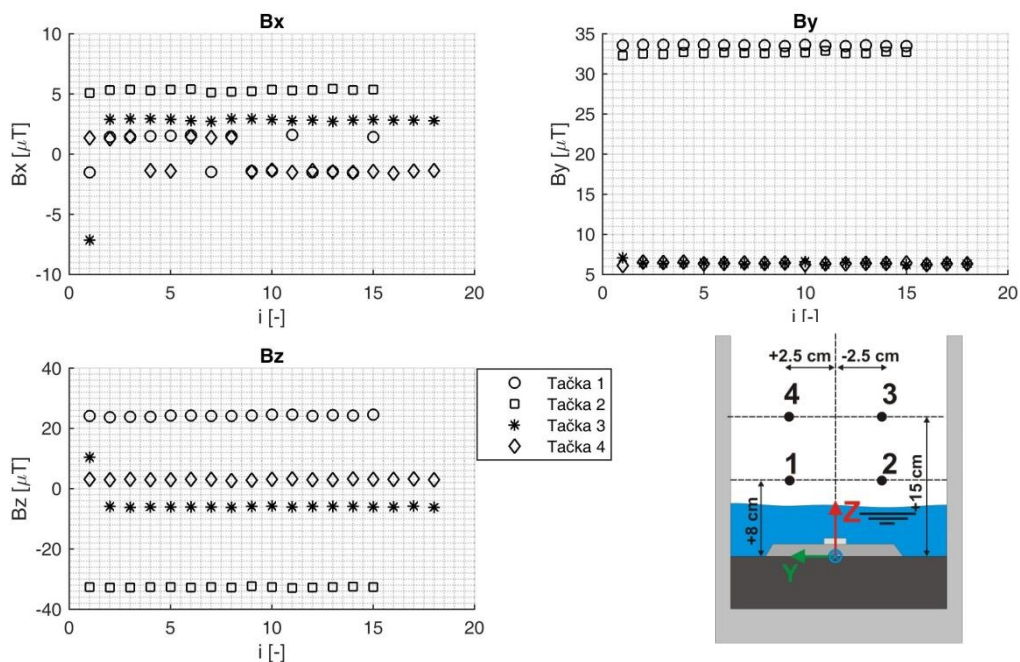 Bx
Bx [μT]
10
5
0
-5
-10
0 5 10 15 20
i [-]
By
By [μT]
35
30
25
20
15
10
5
0 5 10 15 20
i [-]
Bz
Bz [μT]
40
20
0
-20
-40
0 5 10 15 20
i [-]
Tačka 1
Tačka 2
Tačka 3
Tačka 4
+2.5 cm -2.5 cm
4 3
1 2
+15 cm
+8 cm
Z
Y